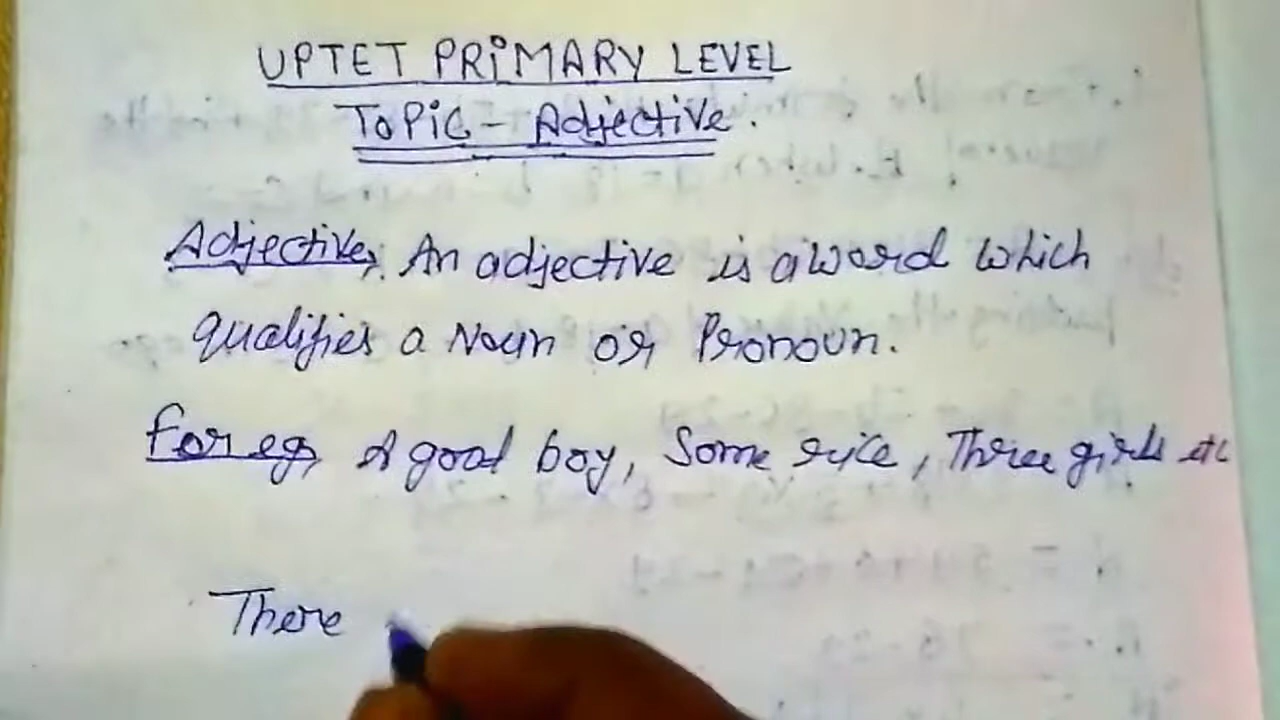 UPTET PRiMARY LEVEL
ToPiC - Adjective.
Adjective, An adjective is a word which
qualifies a Noun or Pronoun.
for eg, A good boy, Some rice, Three girls etc
There